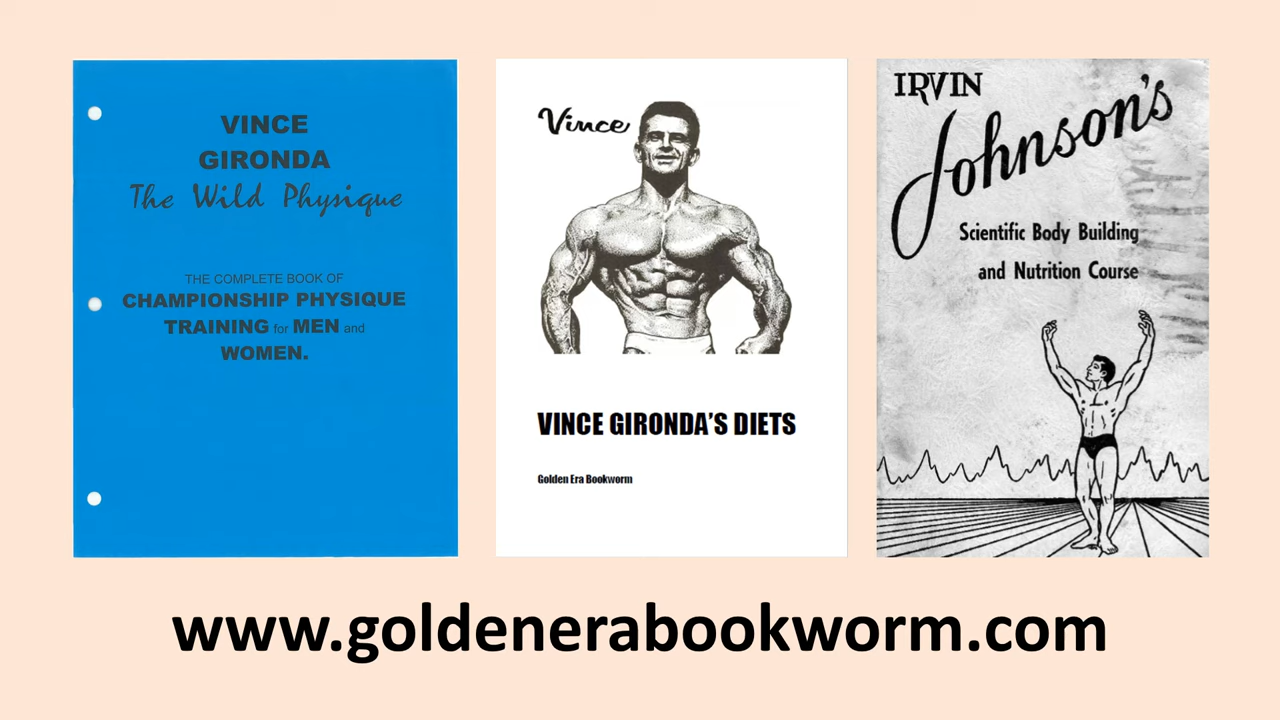 VINCE
GIRONDA
The Wild Physique
THE COMPLETE BOOK OF
CHAMPIONSHIP PHYSIQUE
TRAINING for MEN and
WOMEN.
Vince
VINCE GIRONDA'S DIETS
Golden Era Bookworm
IRVIN
Johnson's
Scientific Body Building
and Nutrition Course
www.goldenerabookworm.com